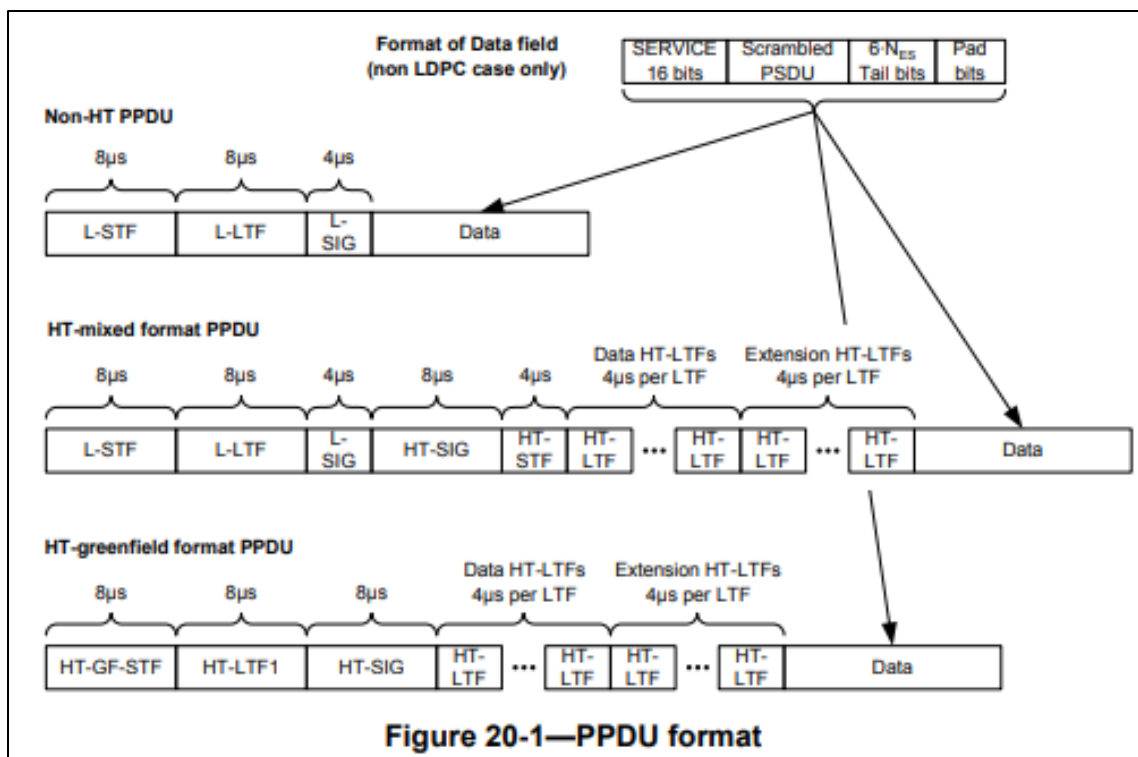 Format of Data field
(non LDPC case only)
SERVICE 16 bits
Scrambled PSDU
6·NES Tail bits
Pad bits
Non-HT PPDU
8µs 8µs 4µs
L-STF L-LTF L-SIG Data
HT-mixed format PPDU
Data HT-LTFs 4µs per LTF
Extension HT-LTFs 4µs per LTF
8µs 8µs 4µs 8µs 4µs
L-STF L-LTF L-SIG HT-SIG HT-STF HT-LTF ••• HT-LTF HT-LTF ••• HT-LTF Data
HT-greenfield format PPDU
Data HT-LTFs 4µs per LTF
Extension HT-LTFs 4µs per LTF
8µs 8µs 8µs
HT-GF-STF HT-LTF1 HT-SIG HT-LTF ••• HT-LTF HT-LTF ••• HT-LTF Data
Figure 20-1—PPDU format